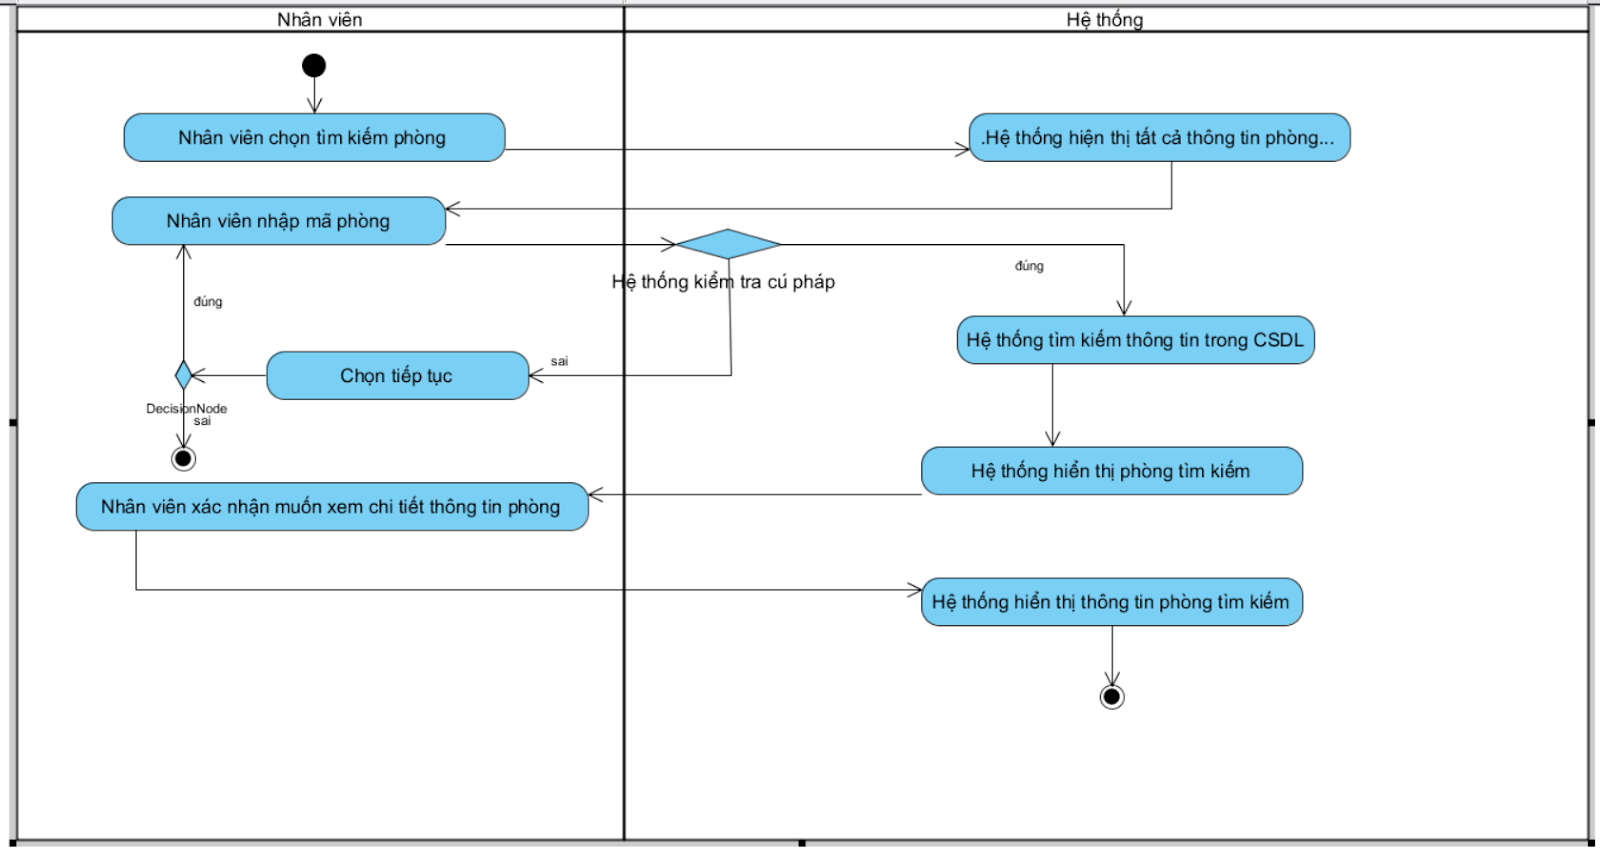 Nhân viên
Hệ thống
Nhân viên chọn tìm kiếm phòng
.Hệ thống hiện thị tất cả thông tin phòng...
Nhân viên nhập mã phòng
Hệ thống kiểm tra cú pháp
đúng
đúng
Hệ thống tìm kiếm thông tin trong CSDL
sai
Chọn tiếp tục
DecisionNode
sai
Hệ thống hiển thị phòng tìm kiếm
Nhân viên xác nhận muốn xem chi tiết thông tin phòng
Hệ thống hiển thị thông tin phòng tìm kiếm